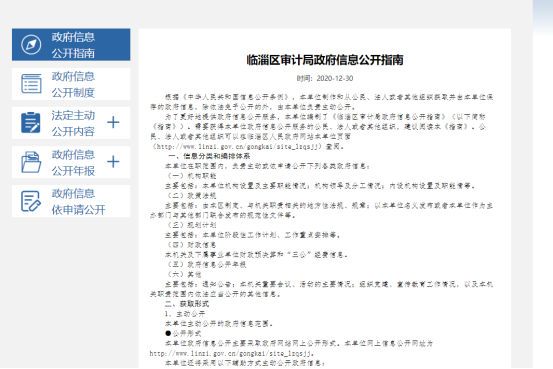 政府信息
公开指南
政府信息
公开制度
法定主动
公开内容
政府信息
公开年报
政府信息
依申请公开
临淄区审计局政府信息公开指南
时间：2020-12-30
根据《中华人民共和国信息公开条例》，本单位制作和从公民、法人或者其他组织获取并由本单位保
存的政府信息，除依法免予公开的外，由本单位负责主动公开。
为了更好地提供政府信息公开服务，本单位编制了《临淄区审计局政府信息公开指南》（以下简称
《指南》）。需要获得本单位政府信息公开服务的公民、法人或者其他组织，建议阅读本《指南》。公
民、法人或者其他组织可以在临淄区人民政府网站本单位页面
（http://www.linzi.gov.cn/gongkai/site_lzqsjj）查阅。
一、信息分类和编排体系
本单位在职权范围内，负责主动或依申请公开下列各类政府信息：
（一）机构职能
主要包括：本单位机构设置及主要职能情况；机构领导及分工情况；内设机构设置及职能情等。
（二）政策法规
主要包括：由本区制定、与机关职责相关的地方性法规、规章；以本单位名义发布或者本单位作为主
办部门与其他部门联合发布的规范性文件等。
（三）规划计划
主要包括：本单位阶段性工作计划、工作重点安排等。
（四）财政信息
本机关及下属事业单位财政预决算和“三公”经费信息。
（五）政府信息公开年报
（六）其他
主要包括：通知公告；本机关重要会议、活动的主要情况；组织党建、宣传教育工作情况，以及本机
关职责范围内依法应当公开的其他信息。
二、获取形式
1、主动公开
本单位主动公开的政府信息范围。
●公开形式
本单位政府信息公开主要采取政府网站网上公开形式。本单位网上信息公开网址为
http://www.linzi.gov.cn/gongkai/site_lzqsjj。
本单位还将采用以下辅助方式主动公开政府信息：